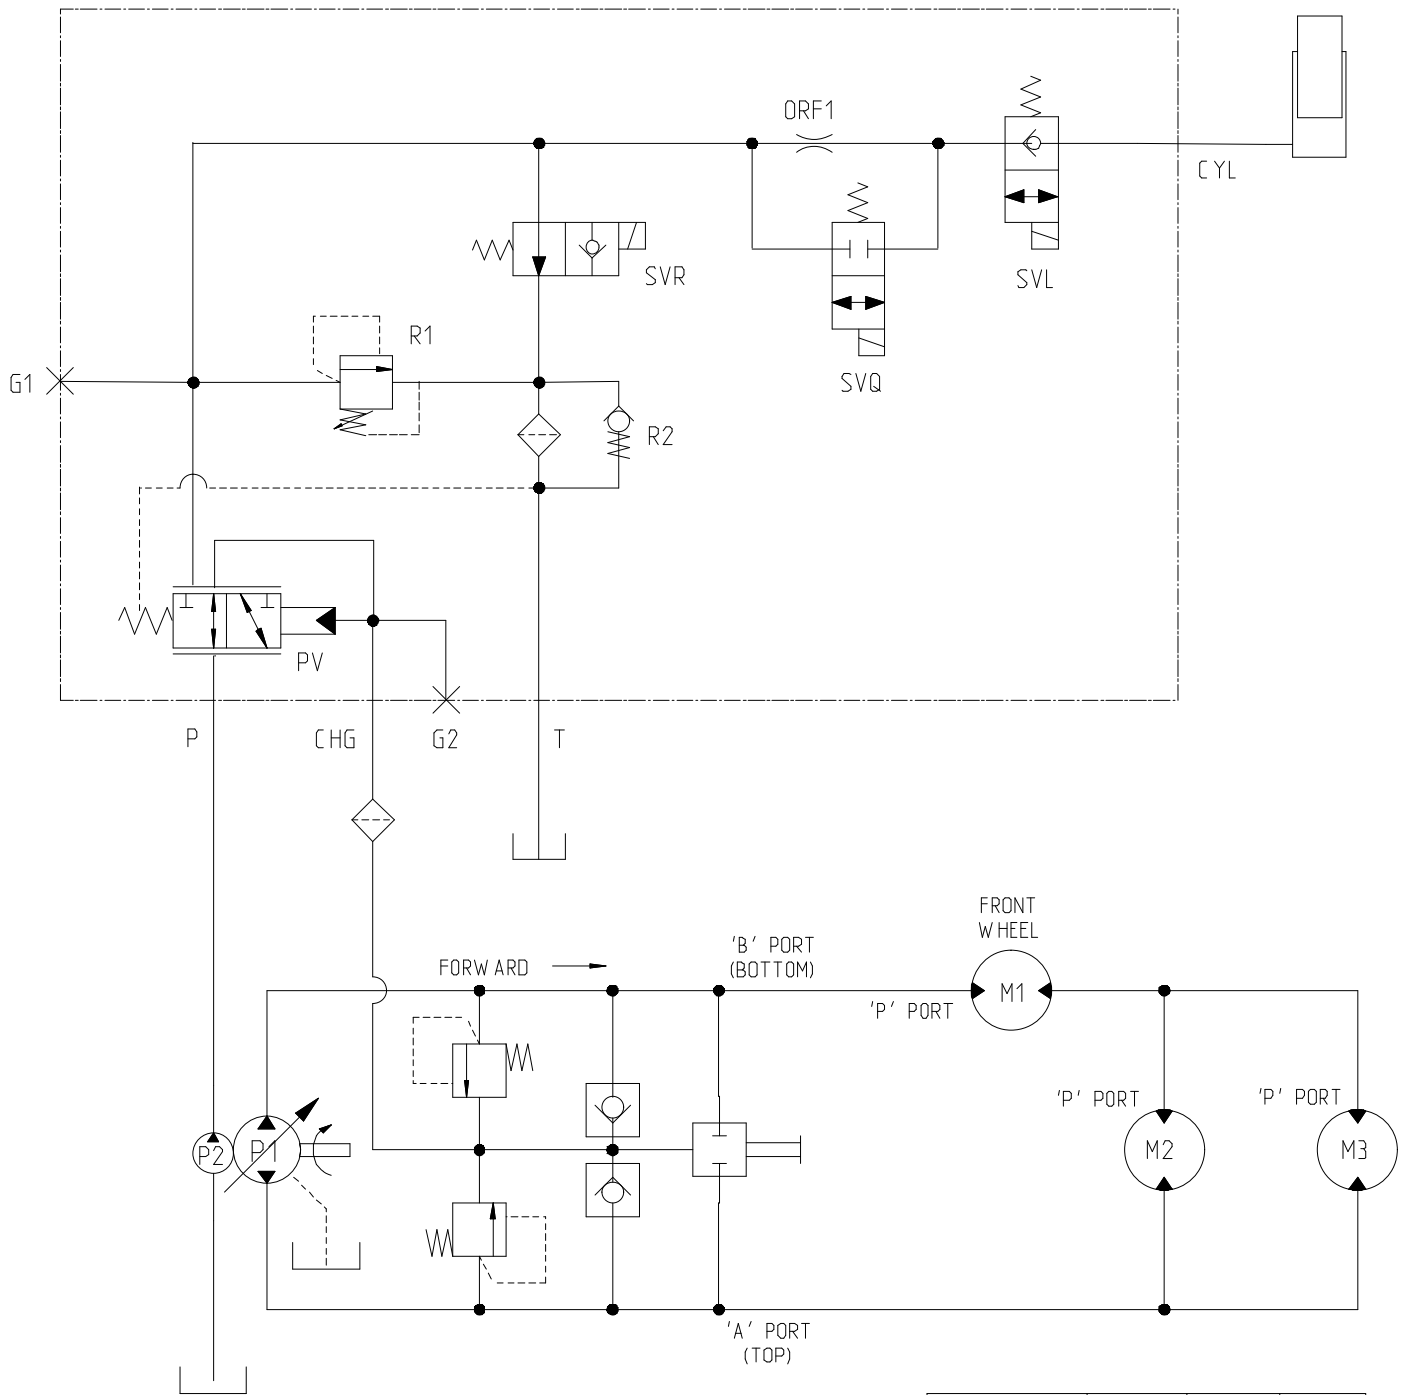 ORF1
CYL
SVR
SVL
R1
G1
SVQ
R2
PV
P
CHG
G2
T
FRONT
WHEEL
'B' PORT
(BOTTOM)
FORWARD
M1
'P' PORT
'P' PORT
'P' PORT
P2
P1
M2
M3
'A' PORT
(TOP)